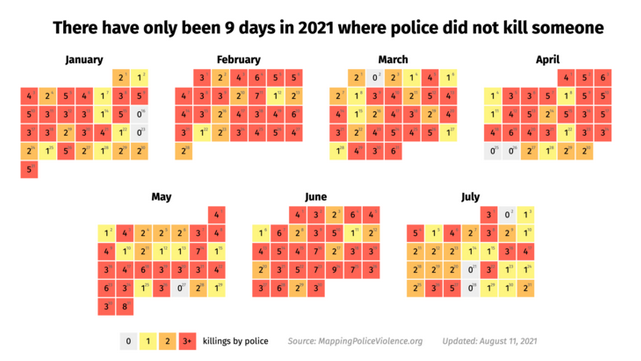 There have only been 9 days in 2021 where police did not kill someone
January
2 1
4 2 5 4 1 3 5
5 3 3 3 1 5 0
3 3 2 3 4 1 0
2 1 5 2 1 2 2
5
February
3 2 4 6 5 5
4 3 3 2 7 1 2
4 3 2 4 3 4 6
3 1 2 3 4 5 4
2
March
2 0 2 1 4 1
2 1 3 4 2 5 4
4 3 3 4 3 2 4
3 2 4 5 4 5 1
1 4 3 6
April
4 5 6
1 3 3 5 1 5 5
1 4 5 2 5 3 5
4 6 4 3 1 3 3
0 0 2 1 2 2
May
4
1 4 2 2 2 3 4
4 1 2 1 1 7 1
3 4 6 3 3 3 4
6 3 1 3 0 2 1
3 8
June
4 3 2 6 4
1 6 2 3 5 1 2
4 5 4 7 2 3 3
2 3 5 7 9 7 3
3 6 2 3
July
3 0 1
5 1 4 2 3 2 1
2 2 2 1 1 3 4
2 2 2 0 3 1 1
2 3 5 0 1 1 2
0 1 2 3+ killings by police
Source: MappingPoliceViolence.org
Updated: August 11, 2021